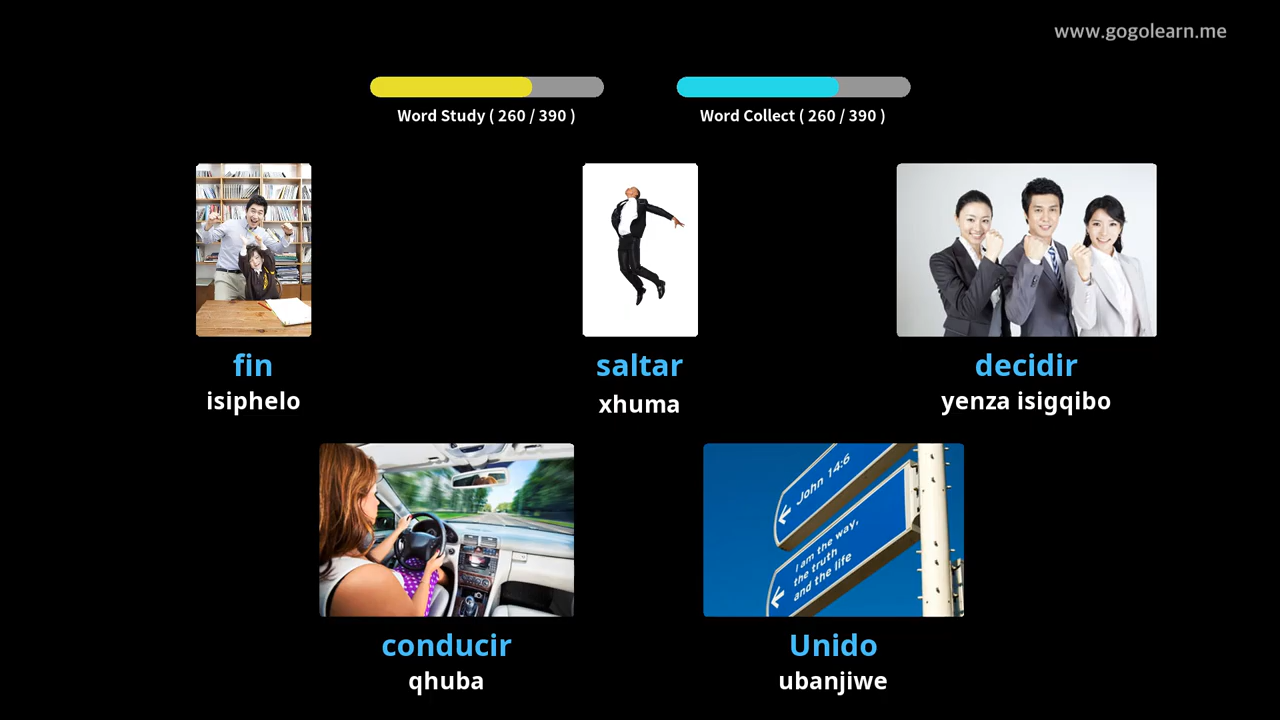 www.gogolearn.me
Word Study ( 260 / 390 )
Word Collect ( 260 / 390 )
fin
isiphelo
saltar
xhuma
decidir
yenza isigqibo
John 14:6
I am the way,
the truth
and the life
conducir
qhuba
Unido
ubanjiwe